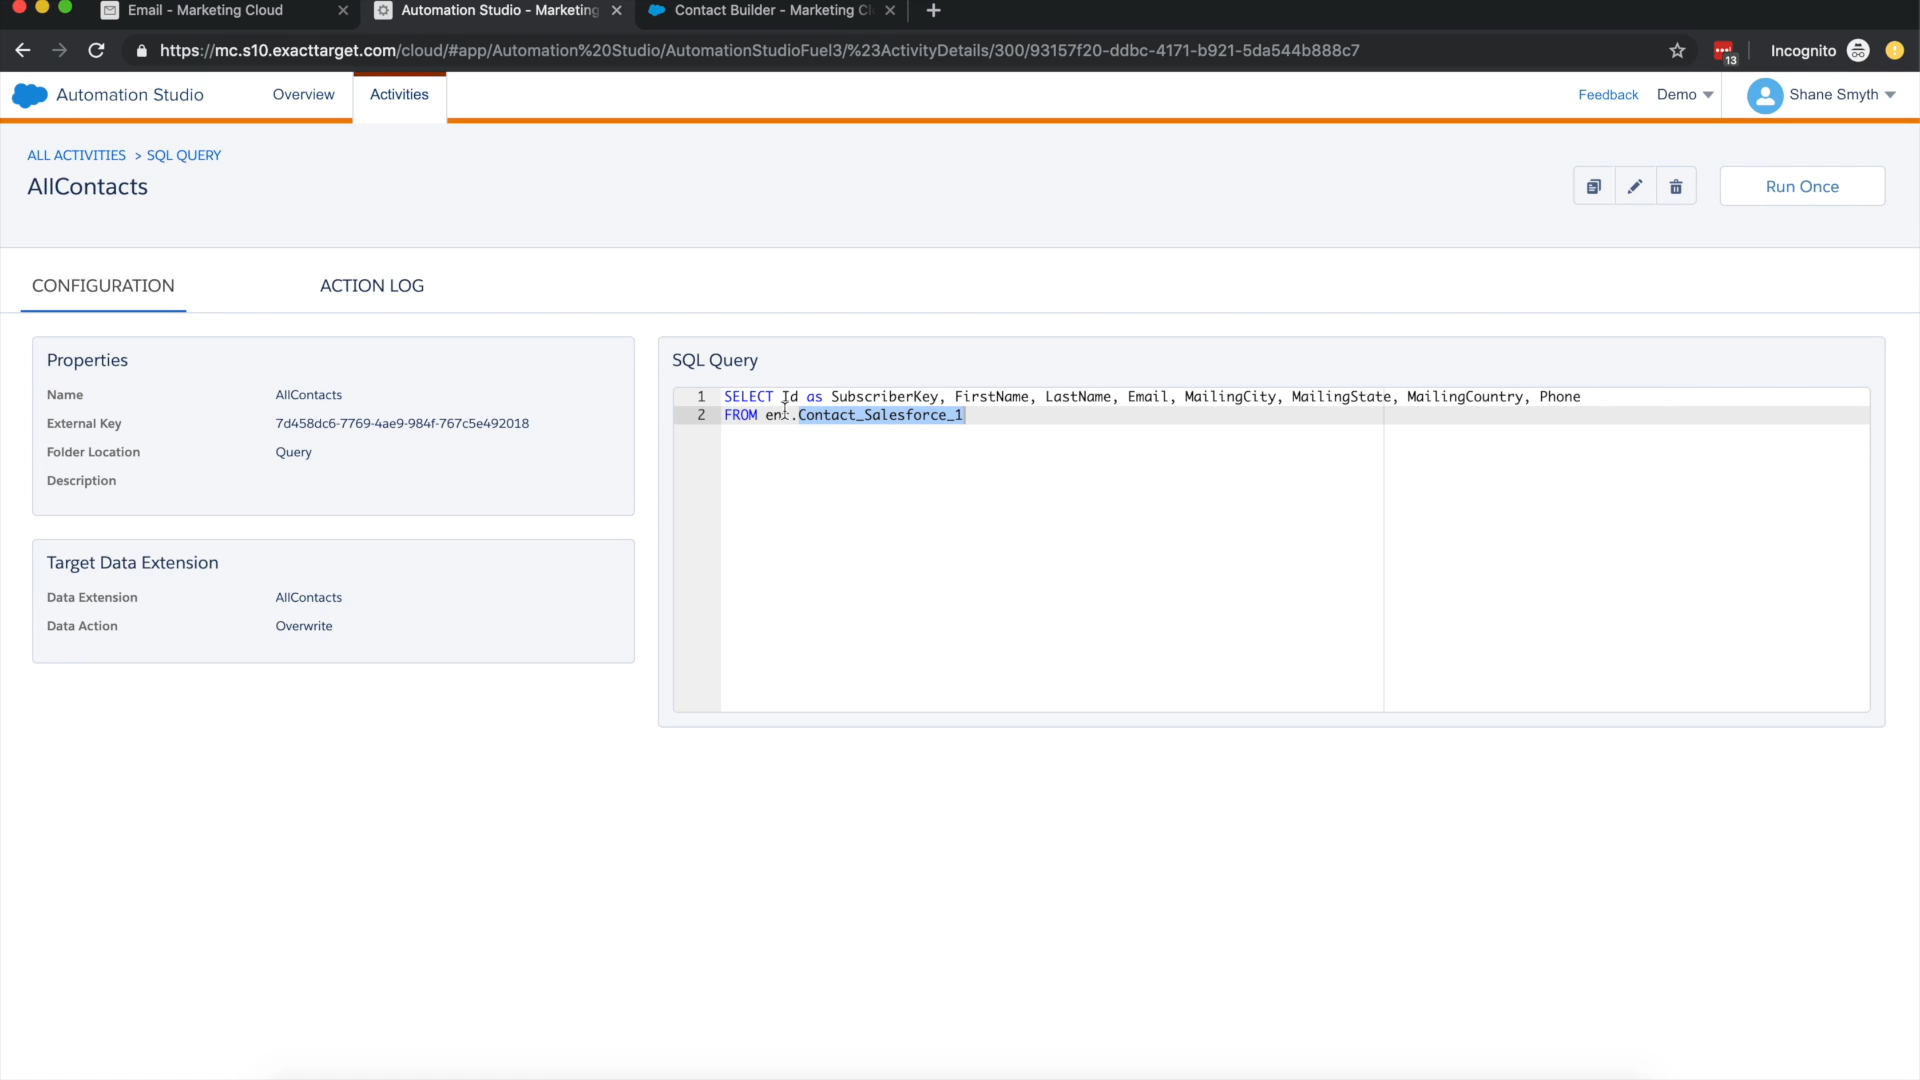 Email - Marketing Cloud
Automation Studio - Marketing
Contact Builder - Marketing Cl
https://mc.s10.exacttarget.com/cloud/#app/Automation%20Studio/AutomationStudioFuel3/%23ActivityDetails/300/93157f20-ddbc-4171-b921-5da544b888c7
13
Incognito
Automation Studio
Overview
Activities
Feedback
Demo
Shane Smyth
ALL ACTIVITIES > SQL QUERY
AllContacts
Run Once
CONFIGURATION
ACTION LOG
Properties
Name AllContacts
External Key 7d458dc6-7769-4ae9-984f-767c5e492018
Folder Location Query
Description
Target Data Extension
Data Extension AllContacts
Data Action Overwrite
SQL Query
1 SELECT Id as SubscriberKey, FirstName, LastName, Email, MailingCity, MailingState, MailingCountry, Phone
2 FROM ent.Contact_Salesforce_1